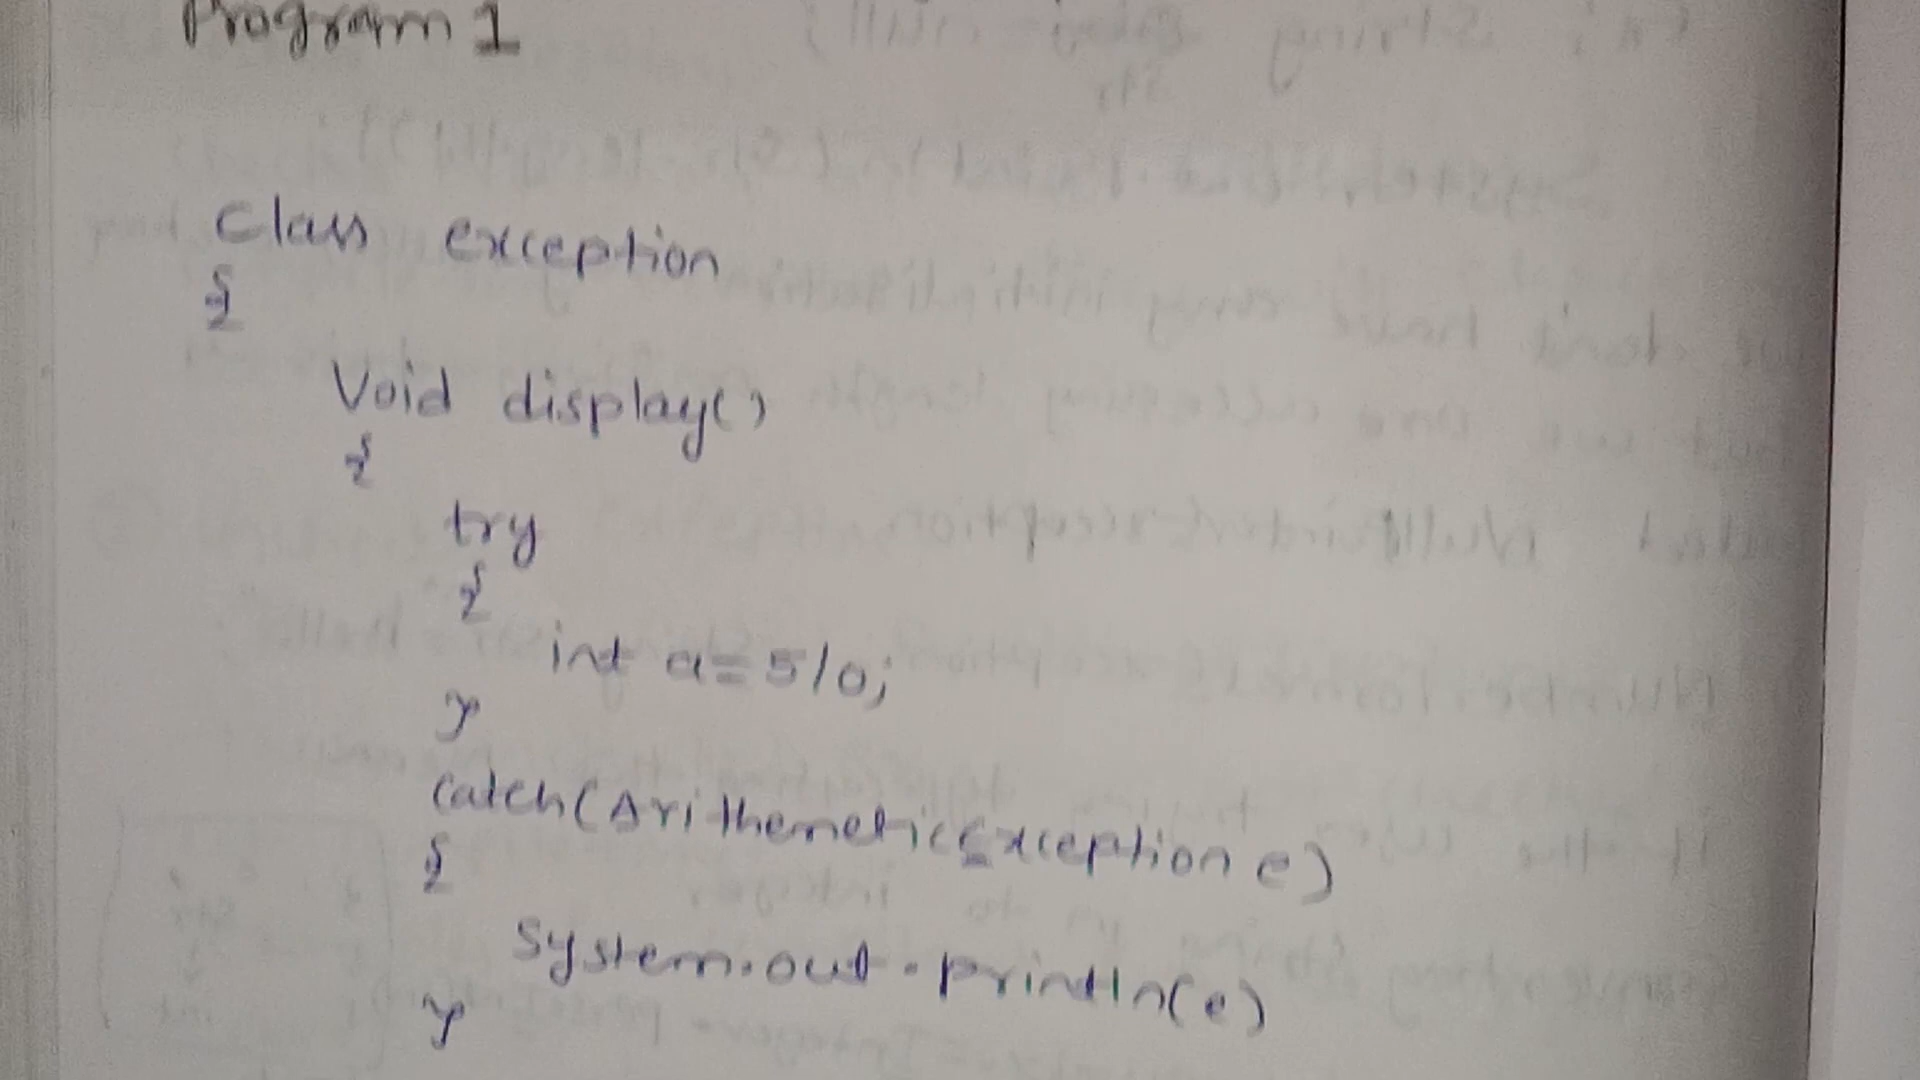 Program 1
class exception
{
Void display()
{
try
{
int a=5/0;
}
catch(ArithemeticException e)
{
System.out.println(e)
}